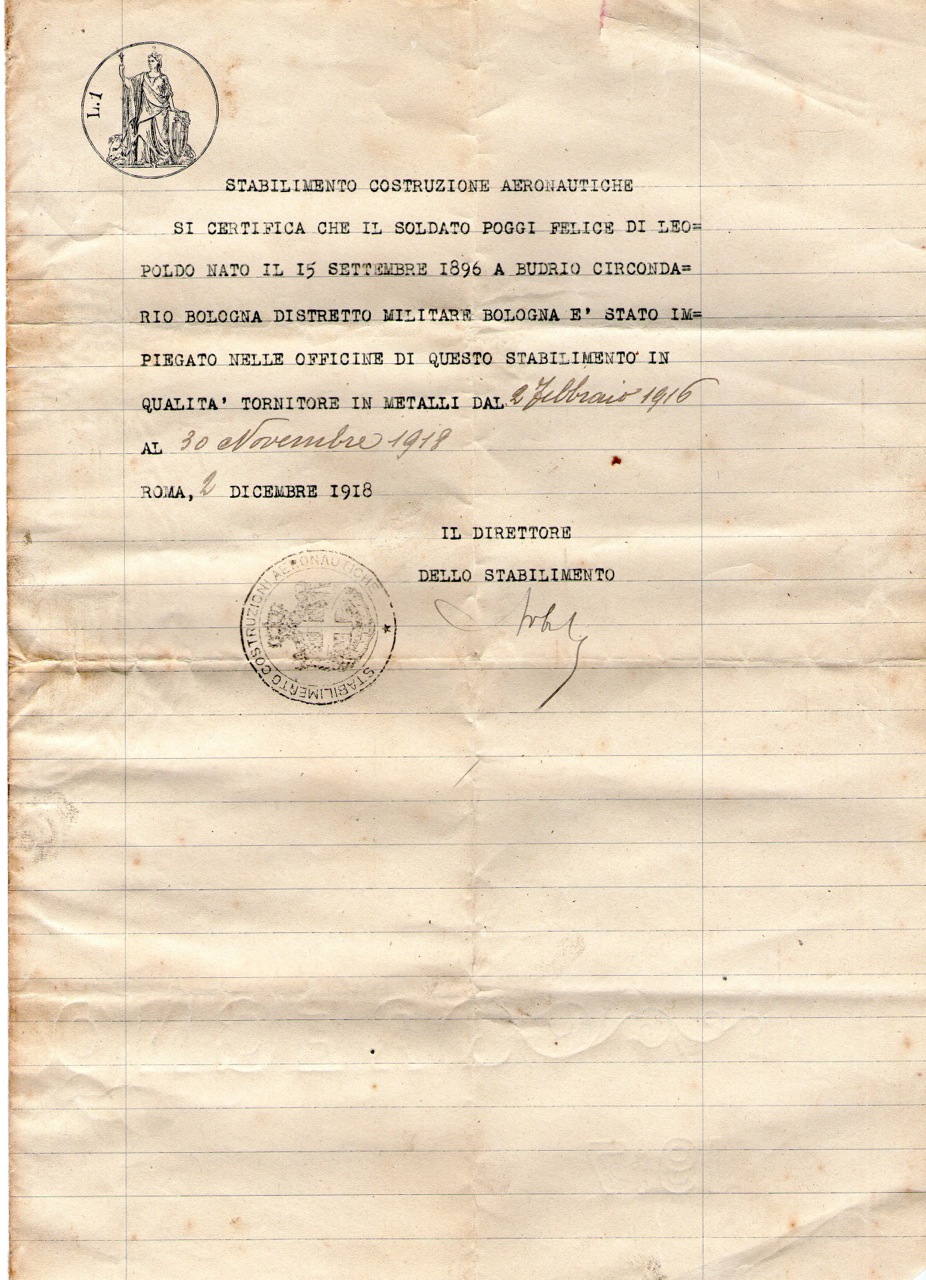 L.1
STABILIMENTO COSTRUZIONE AERONAUTICHE
SI CERTIFICA CHE IL SOLDATO POGGI FELICE DI LEO=
POLDO NATO IL 15 SETTEMBRE 1896 A BUDRIO CIRCONDA=
RIO BOLOGNA DISTRETTO MILITARE BOLOGNA E' STATO IM=
PIEGATO NELLE OFFICINE DI QUESTO STABILIMENTO IN
QUALITA' TORNITORE IN METALLI DAL 2 Febbraio 1916
AL 30 Novembre 1918
ROMA, 2 DICEMBRE 1918
IL DIRETTORE
DELLO STABILIMENTO
STABILIMENTO COSTRUZIONI AERONAUTICHE